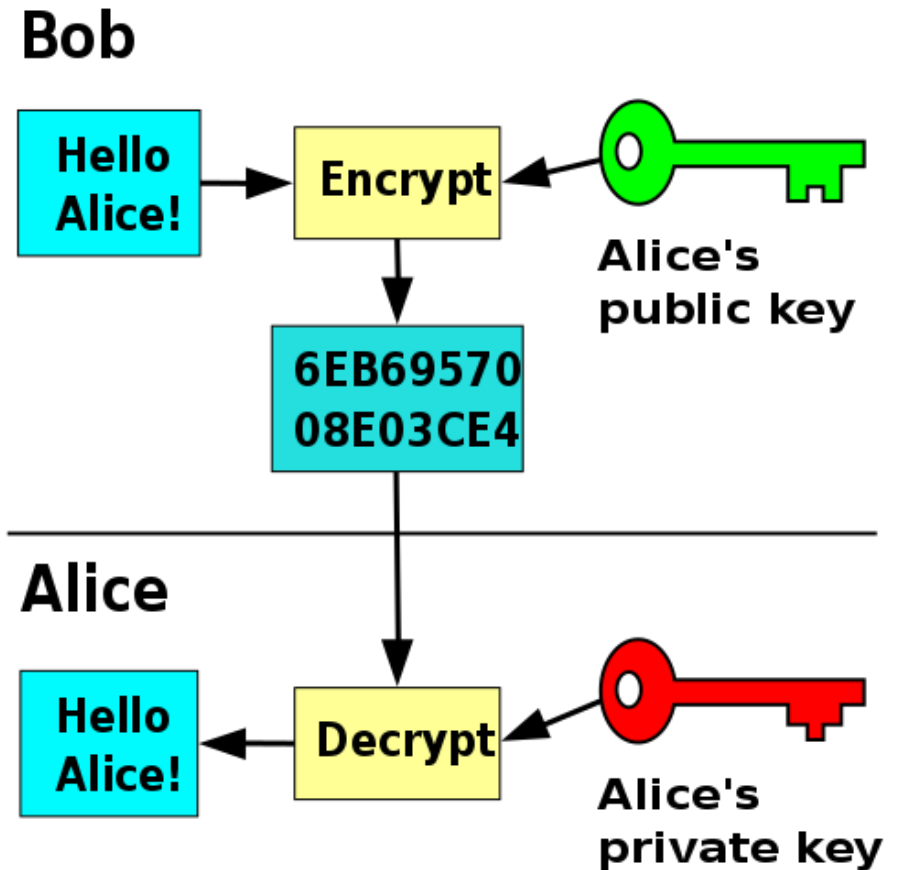 Bob
Hello
Alice!
Encrypt
Alice's
public key
6EB69570
08E03CE4
Alice
Hello
Alice!
Decrypt
Alice's
private key